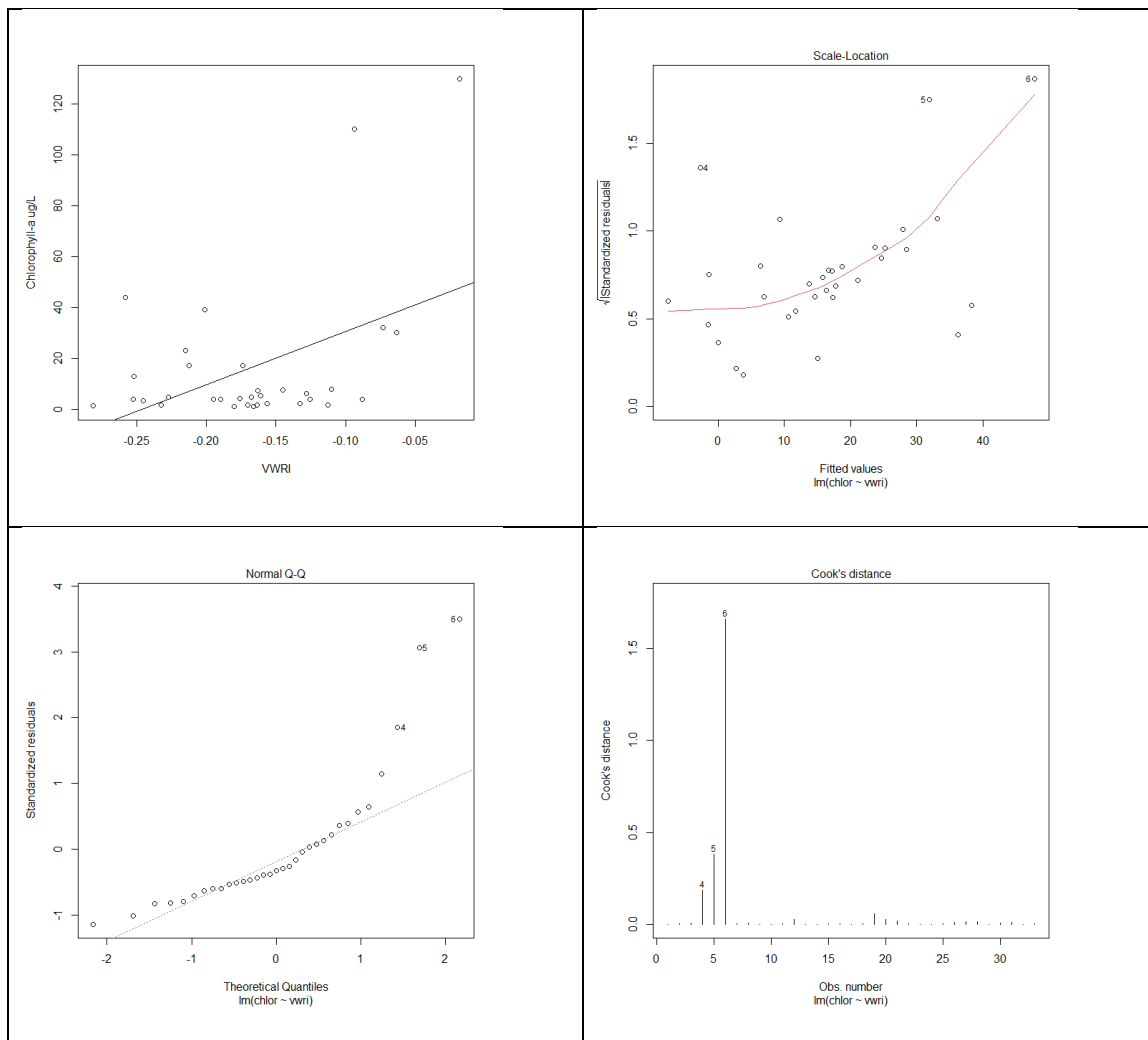 120
100
80
60
40
20
0
Chlorophyll-a ug/L
-0.25 -0.20 -0.15 -0.10 -0.05
VWRI
Scale-Location
6
5
4
1.5
1.0
0.5
0.0
√|Standardized residuals|
0 10 20 30 40
Fitted values
lm(chlor ~ vwri)
Normal Q-Q
4
3
2
1
0
-1
6
5
4
Standardized residuals
-2 -1 0 1 2
Theoretical Quantiles
lm(chlor ~ vwri)
Cook's distance
6
5
4
1.5
1.0
0.5
0.0
Cook's distance
0 5 10 15 20 25 30
Obs. number
lm(chlor ~ vwri)